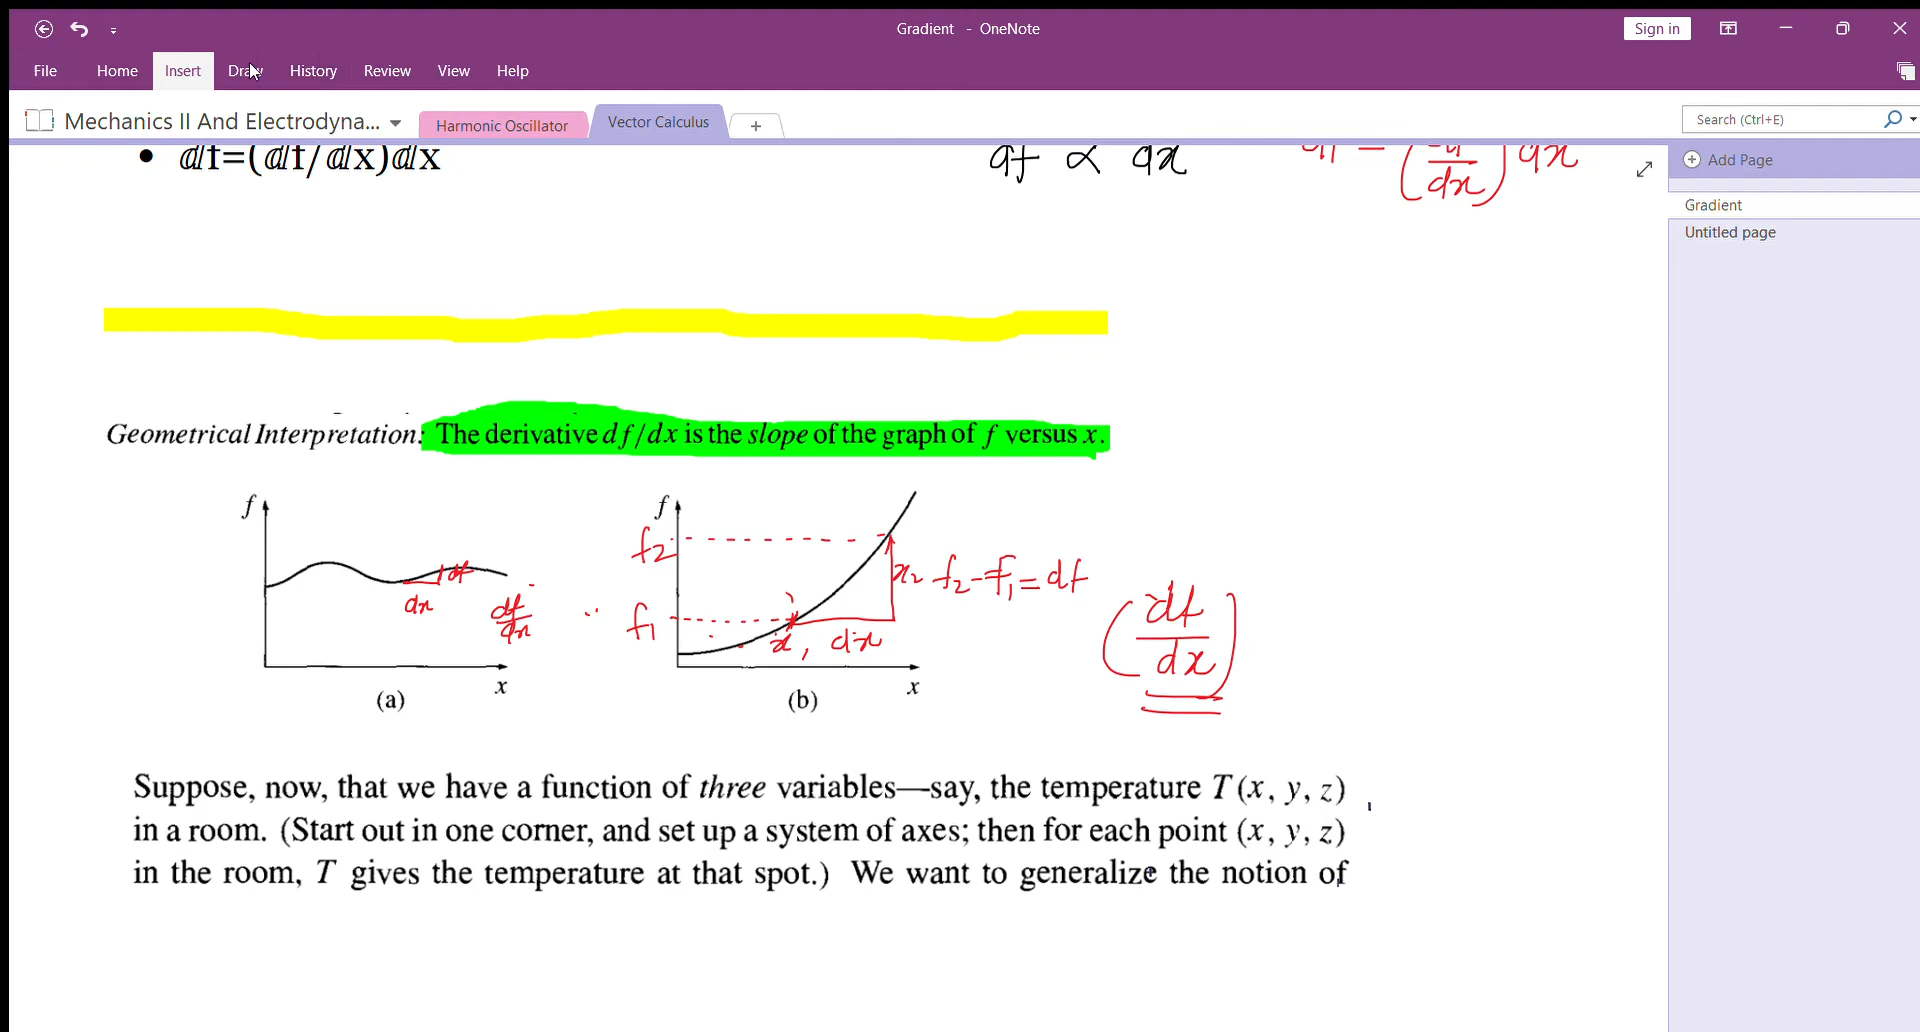 Gradient - OneNote
Sign in
File Home Insert Draw History Review View Help
Mechanics II And Electrodyna... Harmonic Oscillator Vector Calculus +
Search (Ctrl+E)
Add Page
Gradient
Untitled page
• df=(df/dx)dx
df ∝ dx
dx
Geometrical Interpretation: The derivative df/dx is the slope of the graph of f versus x.
f
f
f2
dx
df
df
dx
f1
x2 f2-f1=df
dx
(df/dx)
x
x
(a)
(b)
Suppose, now, that we have a function of three variables—say, the temperature T(x, y, z)
in a room. (Start out in one corner, and set up a system of axes; then for each point (x, y, z)
in the room, T gives the temperature at that spot.) We want to generalize the notion of